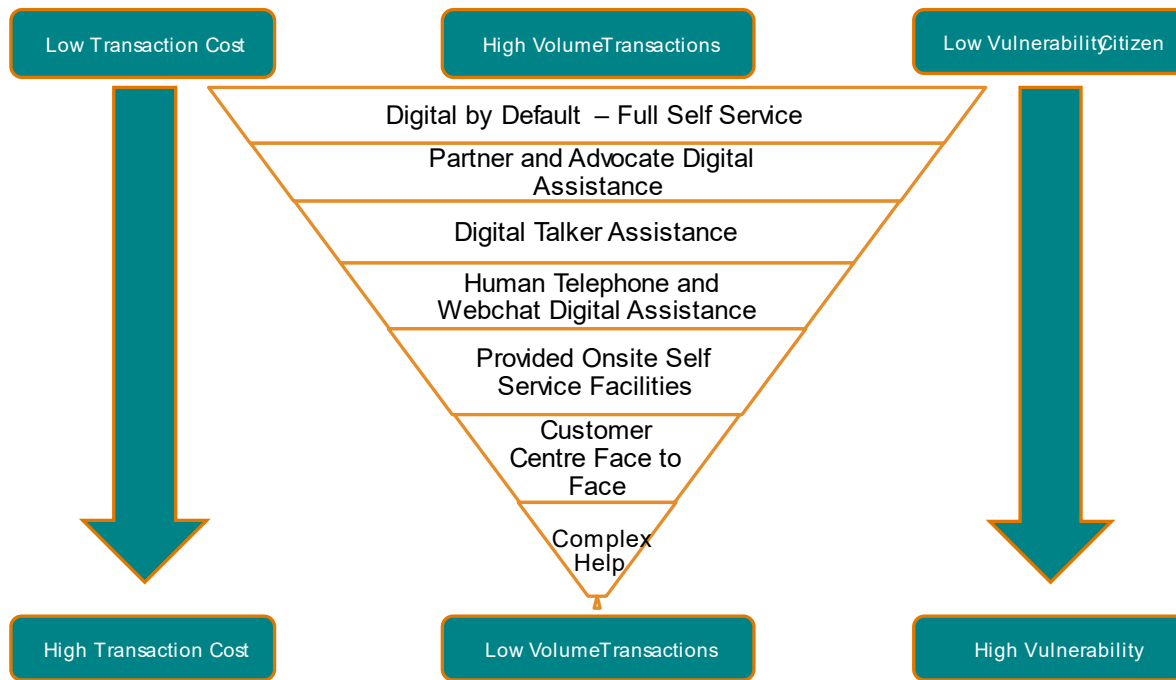 Low Transaction Cost
High VolumeTransactions
Low VulnerabilityCitizen
Digital by Default – Full Self Service
Partner and Advocate Digital
Assistance
Digital Talker Assistance
Human Telephone and
Webchat Digital Assistance
Provided Onsite Self
Service Facilities
Customer
Centre Face to
Face
Complex
Help
High Transaction Cost
Low VolumeTransactions
High Vulnerability